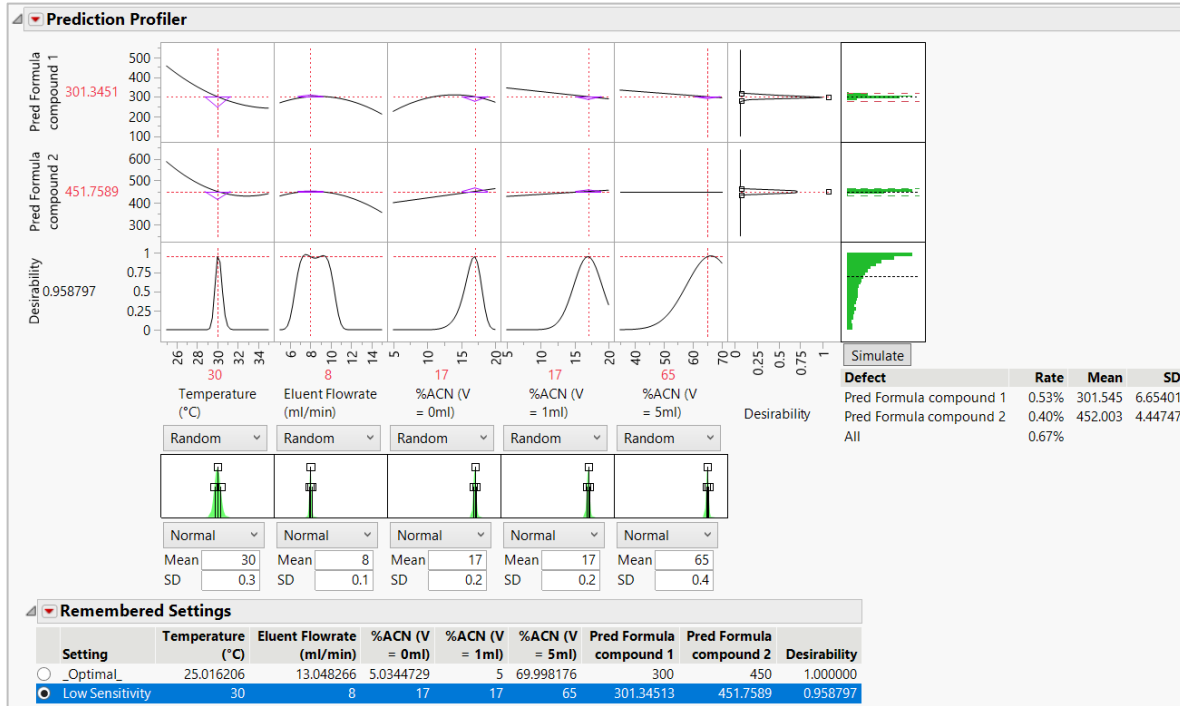 Prediction Profiler
Pred Formula
compound 1
301.3451
500
400
300
200
100
Pred Formula
compound 2
451.7589
600
500
400
300
Desirability
0.958797
1
0.75
0.5
0.25
0
26 28 30 32 34
6 8 10 12 14
5 10 15 20
5 10 15 20
40 50 60 70
0 0.25 0.5 0.75 1
30 8 17 17 65
Temperature Eluent Flowrate %ACN (V %ACN (V %ACN (V
(°C) (ml/min) = 0ml) = 1ml) = 5ml) Desirability
Random Random Random Random Random
Normal Normal Normal Normal Normal
Mean 30 Mean 8 Mean 17 Mean 17 Mean 65
SD 0.3 SD 0.1 SD 0.2 SD 0.2 SD 0.4
Simulate
Defect Rate Mean SD
Pred Formula compound 1 0.53% 301.545 6.65401
Pred Formula compound 2 0.40% 452.003 4.44747
All 0.67%
Remembered Settings
Temperature Eluent Flowrate %ACN (V %ACN (V %ACN (V Pred Formula Pred Formula
Setting (°C) (ml/min) = 0ml) = 1ml) = 5ml) compound 1 compound 2 Desirability
_Optimal_ 25.016206 13.048266 5.0344729 5 69.998176 300 450 1.000000
Low Sensitivity 30 8 17 17 65 301.34513 451.7589 0.958797